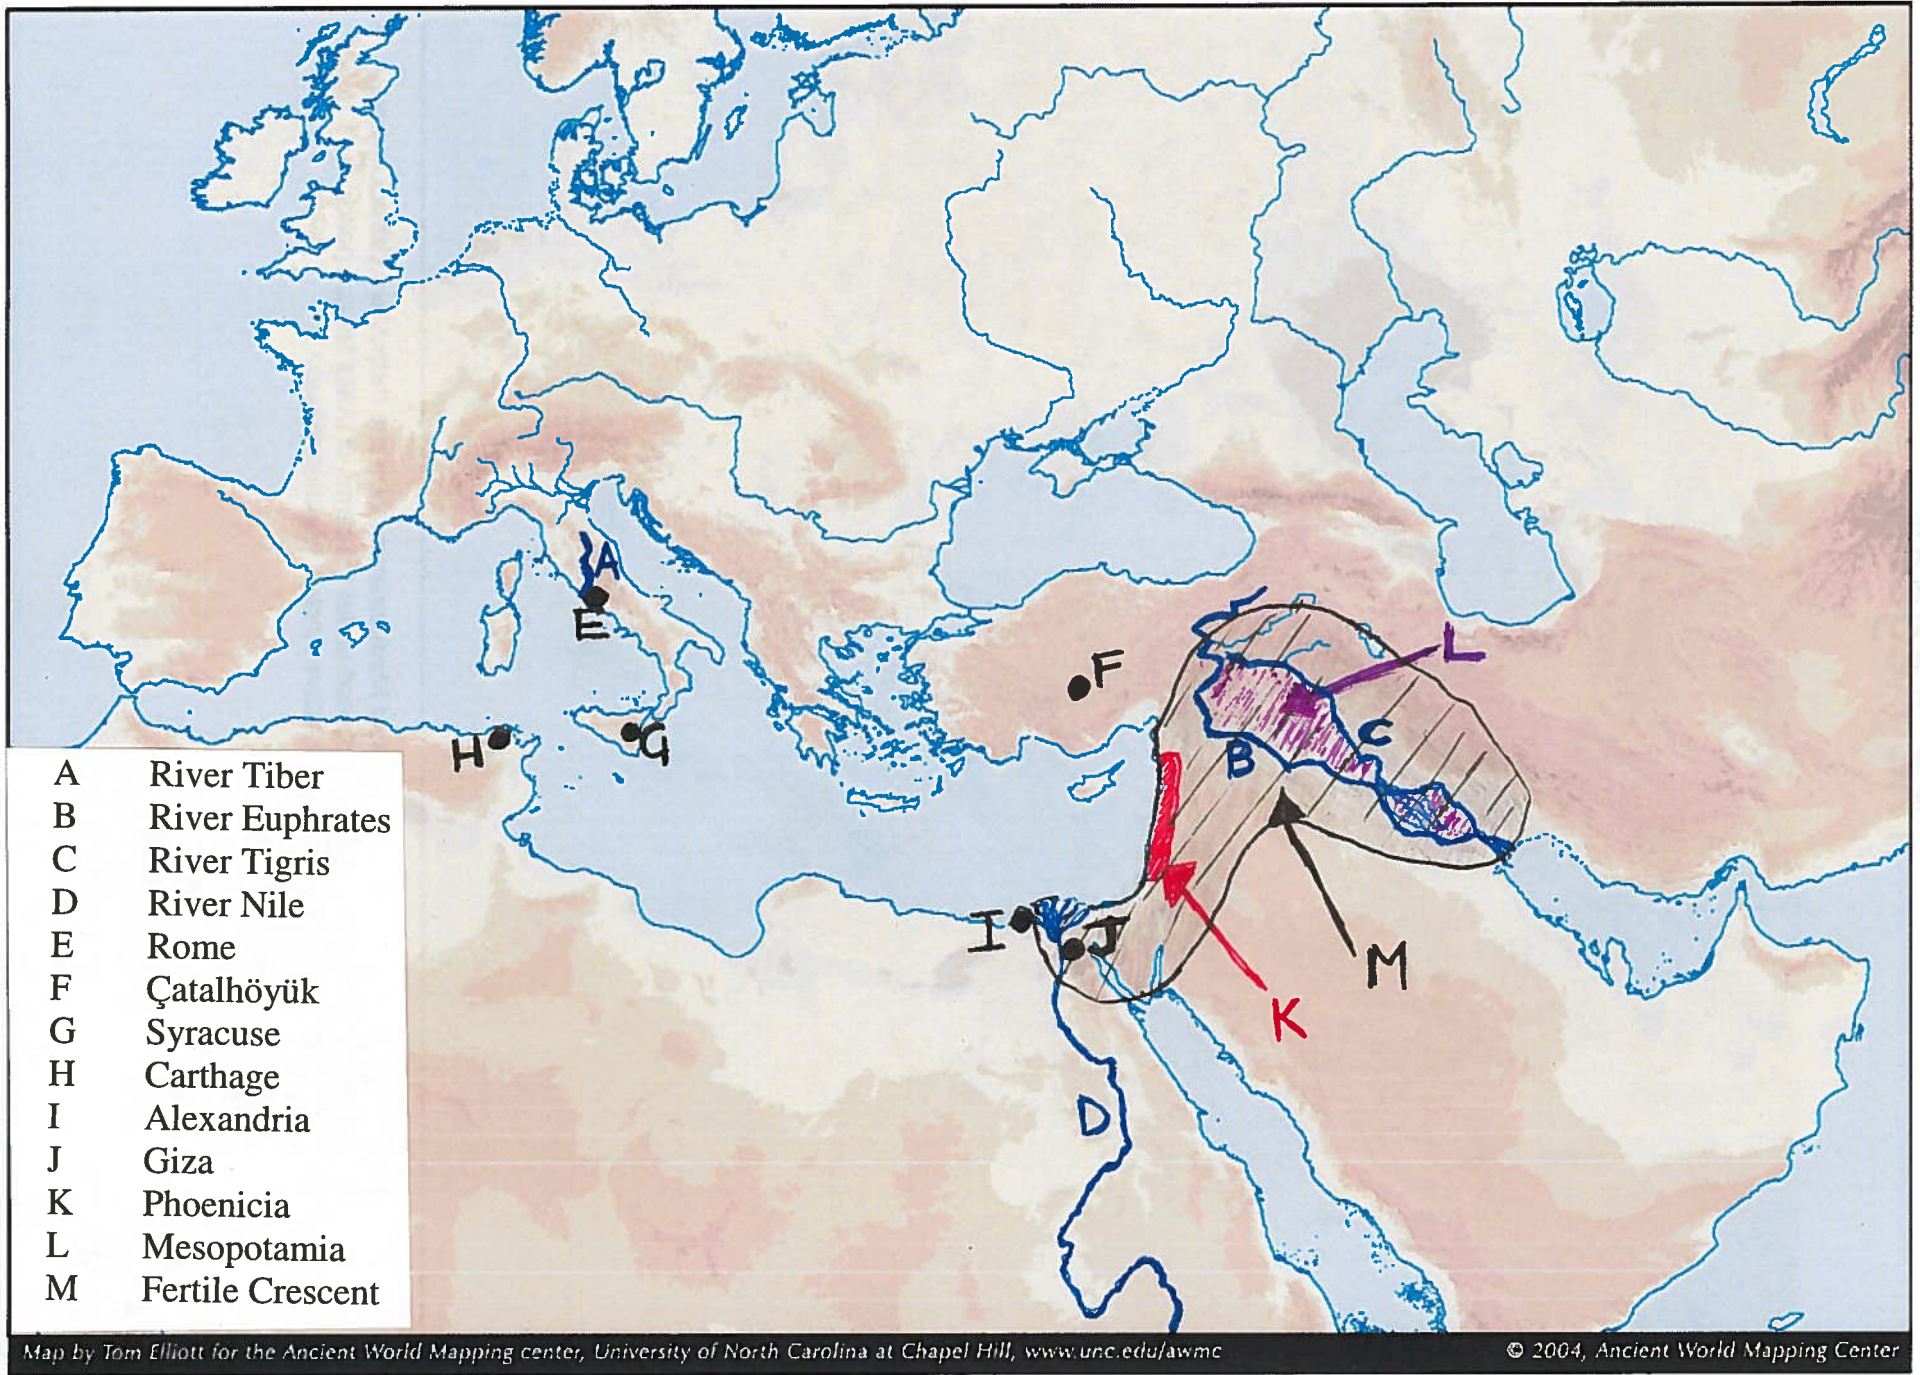 A
E
F
L
H
G
B
C
A River Tiber
B River Euphrates
C River Tigris
D River Nile
E Rome
F Çatalhöyük
G Syracuse
H Carthage
I Alexandria
J Giza
K Phoenicia
L Mesopotamia
M Fertile Crescent
I
J
M
K
D
Map by Tom Elliott for the Ancient World Mapping center, University of North Carolina at Chapel Hill, www.unc.edu/awmc
© 2004, Ancient World Mapping Center